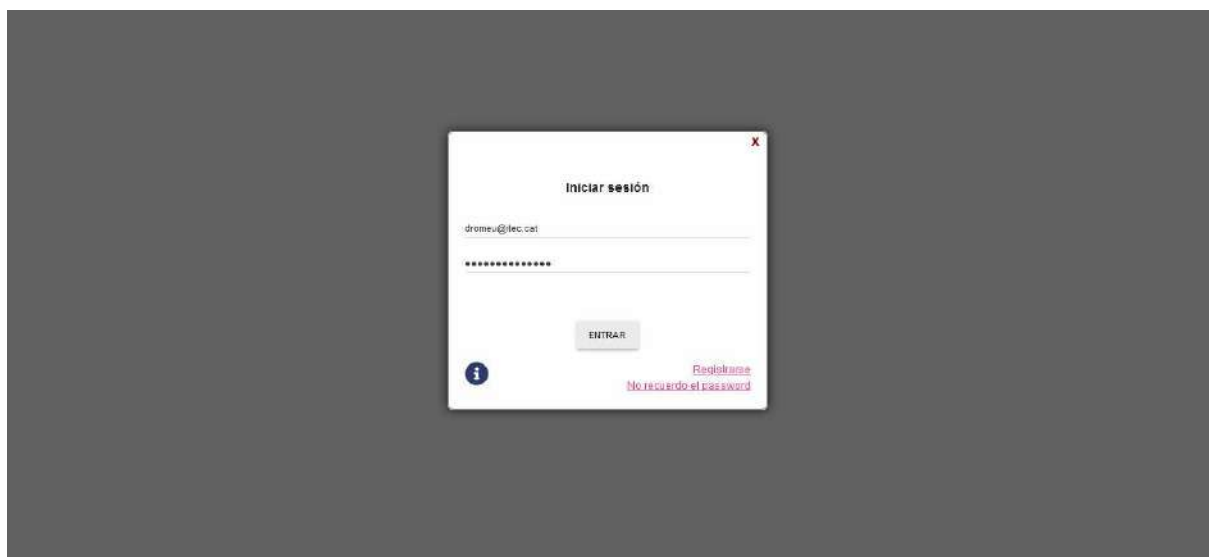 X
Iniciar sesión
dromeu@itec.cat
••••••••••••••
ENTRAR
i
Registrarse
No recuerdo el password